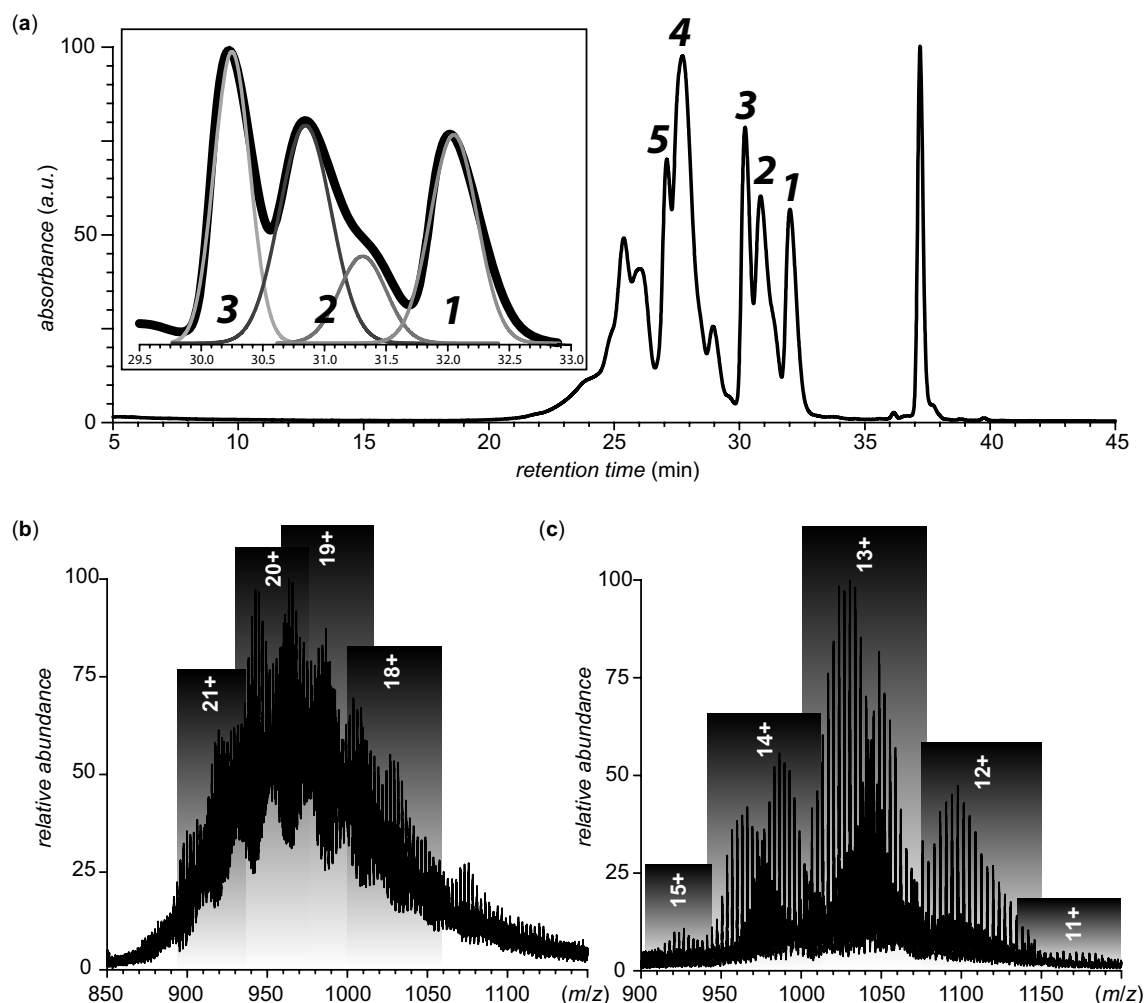 (a)
100
50
0
absorbance (a.u.)
3
2
1
29.5 30.0 30.5 31.0 31.5 32.0 32.5 33.0
4
5
3
2
1
5 10 15 20 25 30 35 40 45
retention time (min)
(b)
100
75
50
25
0
relative abundance
21+
20+
19+
18+
850 900 950 1000 1050 1100 (m/z)
(c)
100
75
50
25
0
relative abundance
15+
14+
13+
12+
11+
900 950 1000 1050 1100 (m/z)